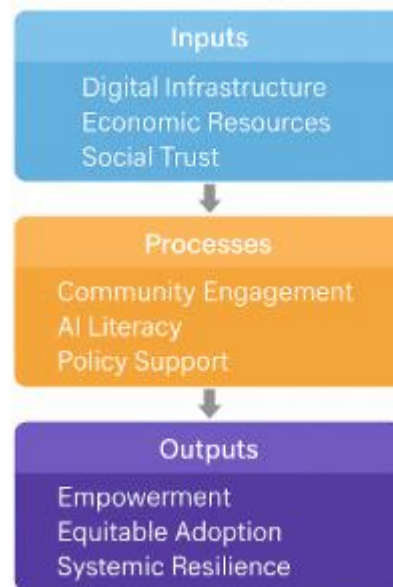 Inputs
Digital Infrastructure
Economic Resources
Social Trust
Processes
Community Engagement
AI Literacy
Policy Support
Outputs
Empowerment
Equitable Adoption
Systemic Resilience